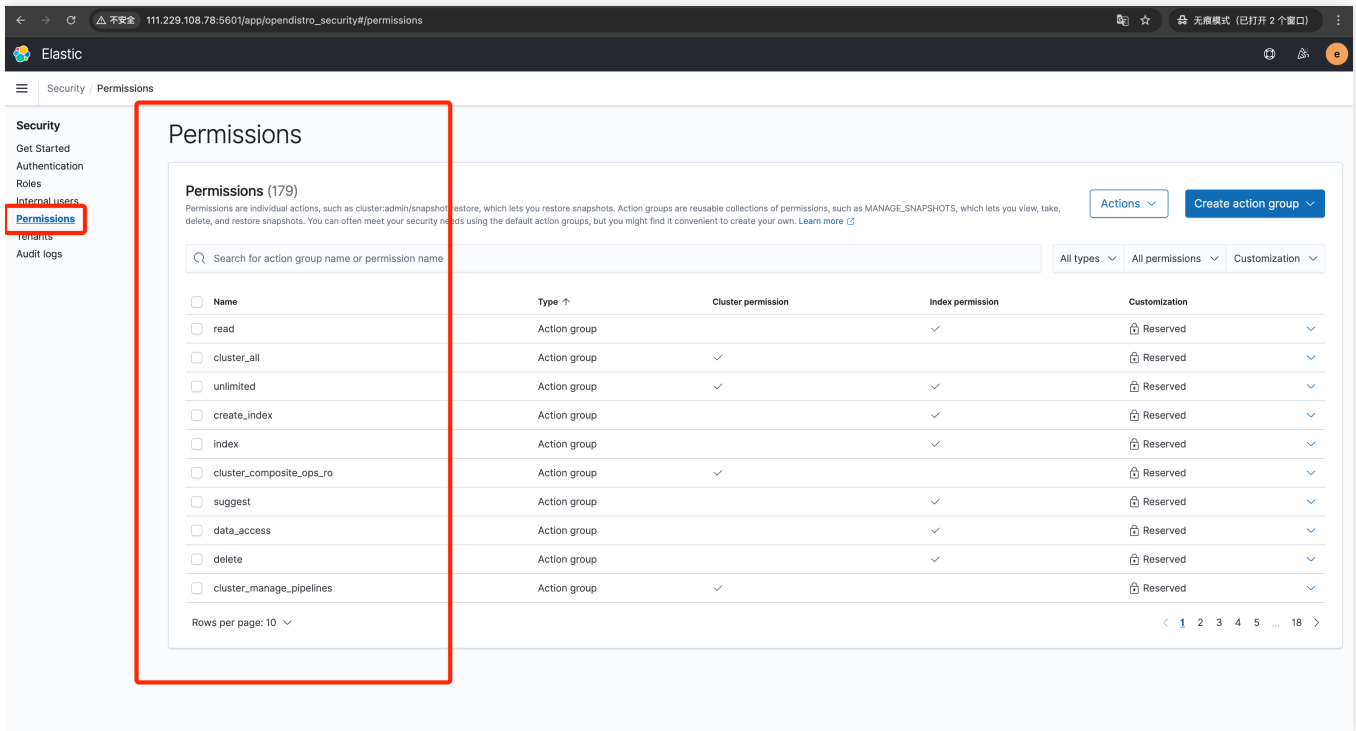 不安全 111.229.108.78:5601/app/opendistro_security#/permissions 无痕模式 (已打开 2 个窗口)
Elastic e
Security / Permissions
Security
Get Started
Authentication
Roles
Internal users
Permissions
Tenants
Audit logs
Permissions
Permissions (179)
Permissions are individual actions, such as cluster:admin/snapshot/restore, which lets you restore snapshots. Action groups are reusable collections of permissions, such as MANAGE_SNAPSHOTS, which lets you view, take,
delete, and restore snapshots. You can often meet your security needs using the default action groups, but you might find it convenient to create your own. Learn more
Actions
Create action group
Search for action group name or permission name
All types All permissions Customization
Name Type Cluster permission Index permission Customization
read Action group Reserved
cluster_all Action group Reserved
unlimited Action group Reserved
create_index Action group Reserved
index Action group Reserved
cluster_composite_ops_ro Action group Reserved
suggest Action group Reserved
data_access Action group Reserved
delete Action group Reserved
cluster_manage_pipelines Action group Reserved
Rows per page: 10 1 2 3 4 5 ... 18